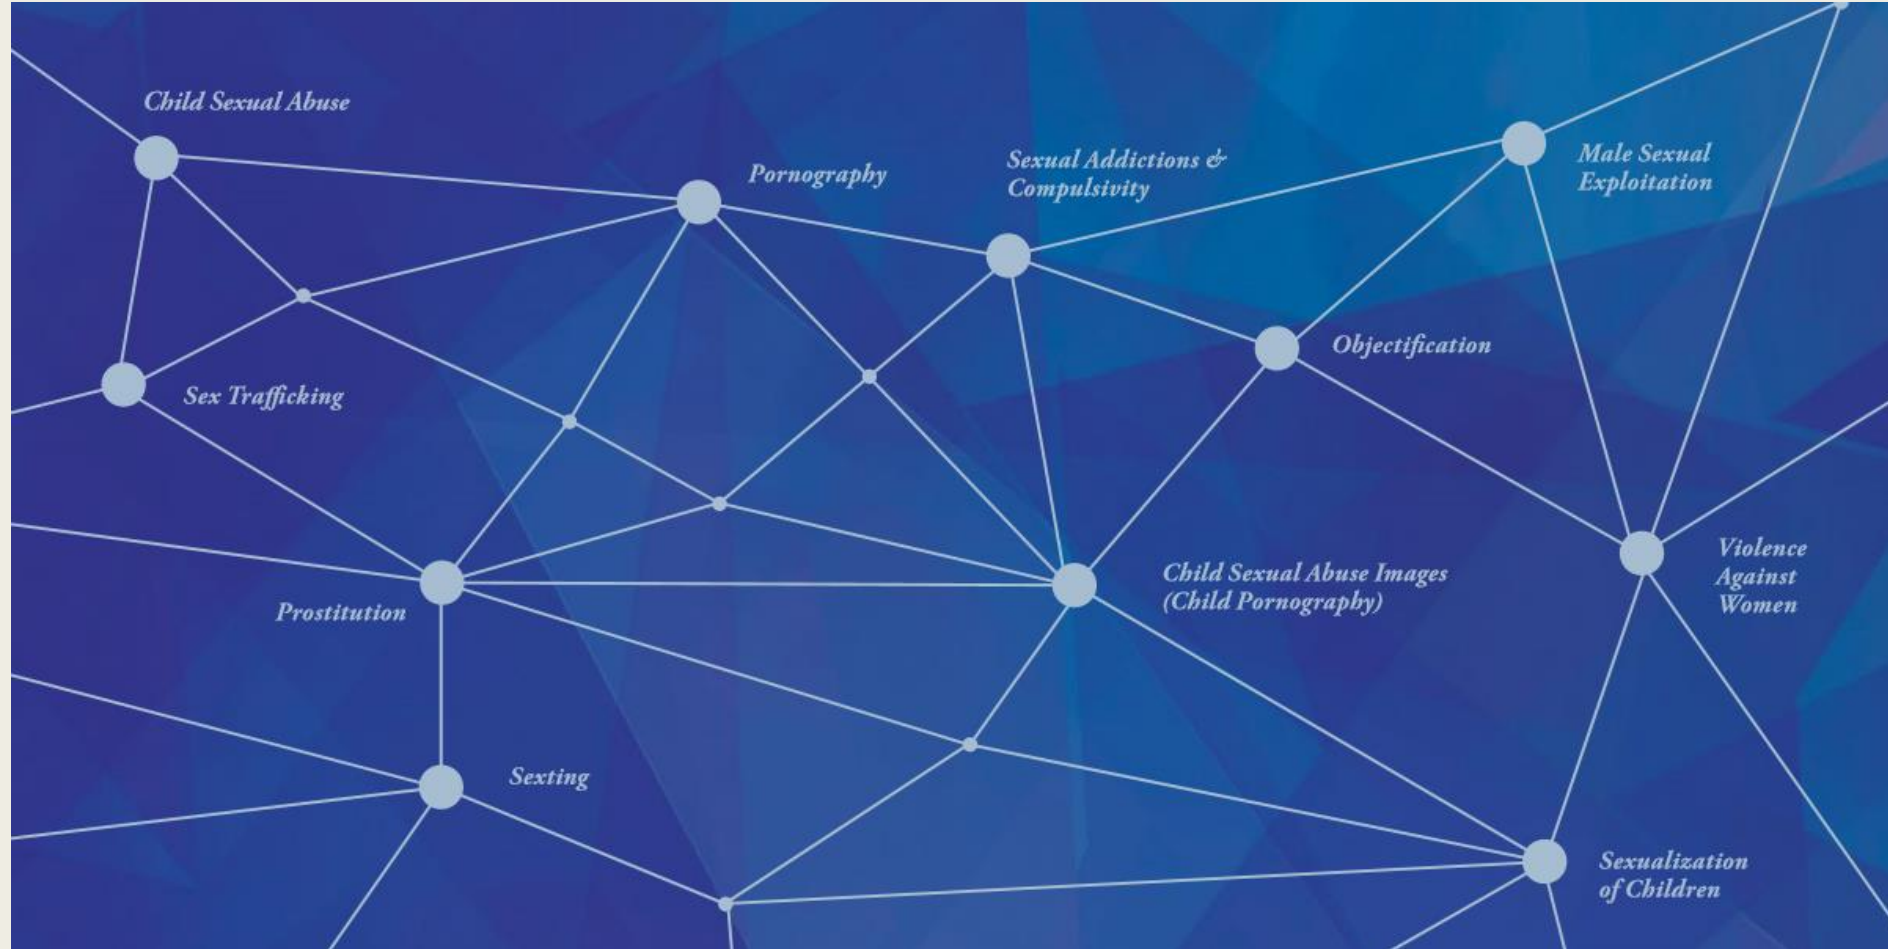 Child Sexual Abuse
Pornography
Sexual Addictions &
Compulsivity
Male Sexual
Exploitation
Sex Trafficking
Objectification
Prostitution
Child Sexual Abuse Images
(Child Pornography)
Violence
Against
Women
Sexting
Sexualization
of Children